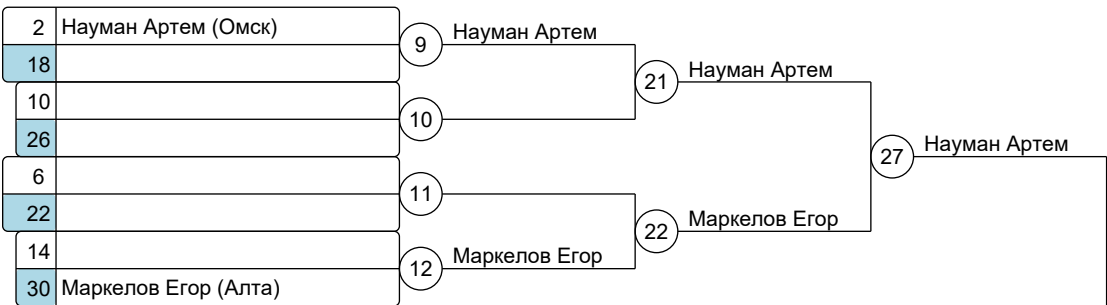 2 Науман Артем (Омск)
18
10
26
6
22
14
30 Маркелов Егор (Алта)
9 Науман Артем
10
11
12 Маркелов Егор
21 Науман Артем
22 Маркелов Егор
27 Науман Артем